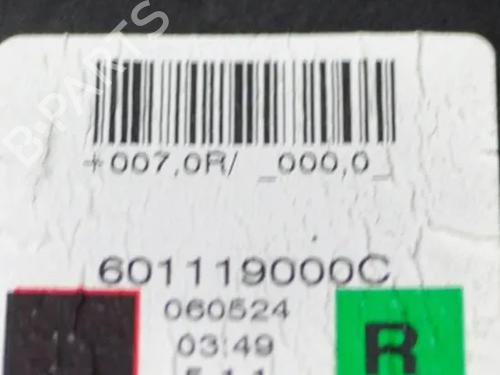 *007,0R/ _000,0_
601119000C
060524
03:49
R
B-PARTS